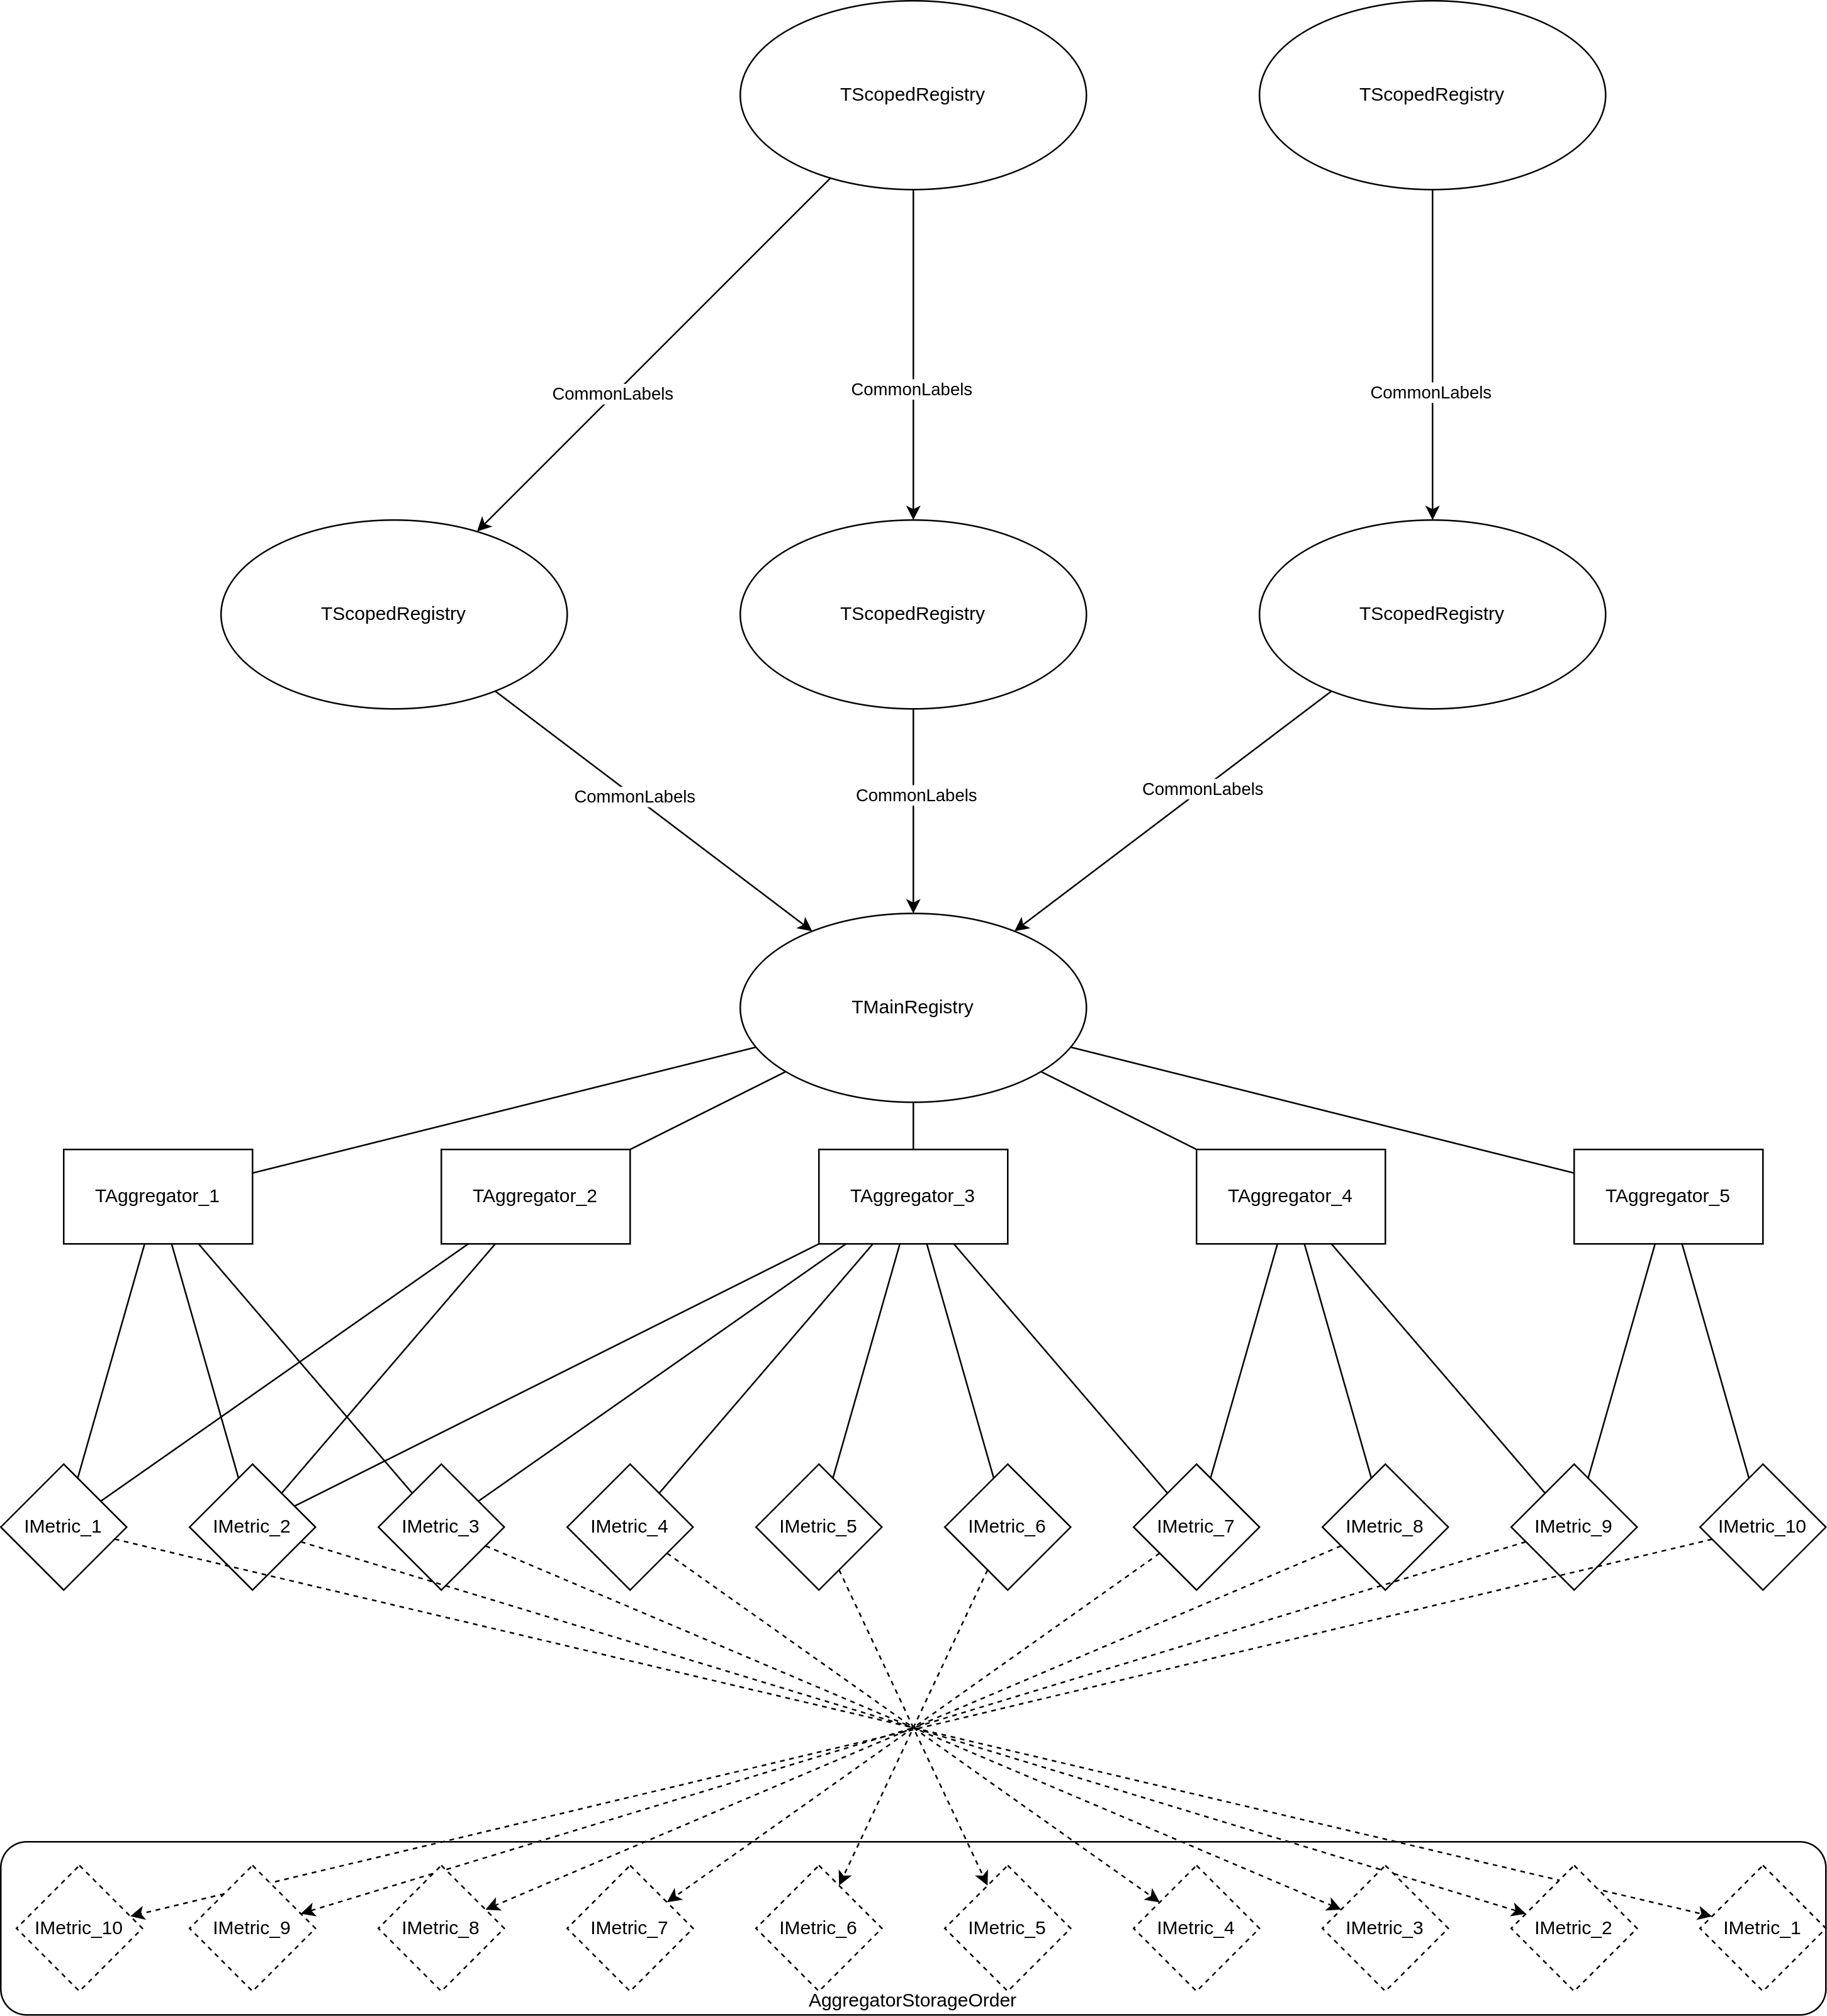 TScopedRegistry
TScopedRegistry
CommonLabels
CommonLabels
CommonLabels
TScopedRegistry
TScopedRegistry
TScopedRegistry
CommonLabels
CommonLabels
CommonLabels
TMainRegistry
TAggregator_1
TAggregator_2
TAggregator_3
TAggregator_4
TAggregator_5
IMetric_1
IMetric_2
IMetric_3
IMetric_4
IMetric_5
IMetric_6
IMetric_7
IMetric_8
IMetric_9
IMetric_10
IMetric_10
IMetric_9
IMetric_8
IMetric_7
IMetric_6
IMetric_5
IMetric_4
IMetric_3
IMetric_2
IMetric_1
AggregatorStorageOrder